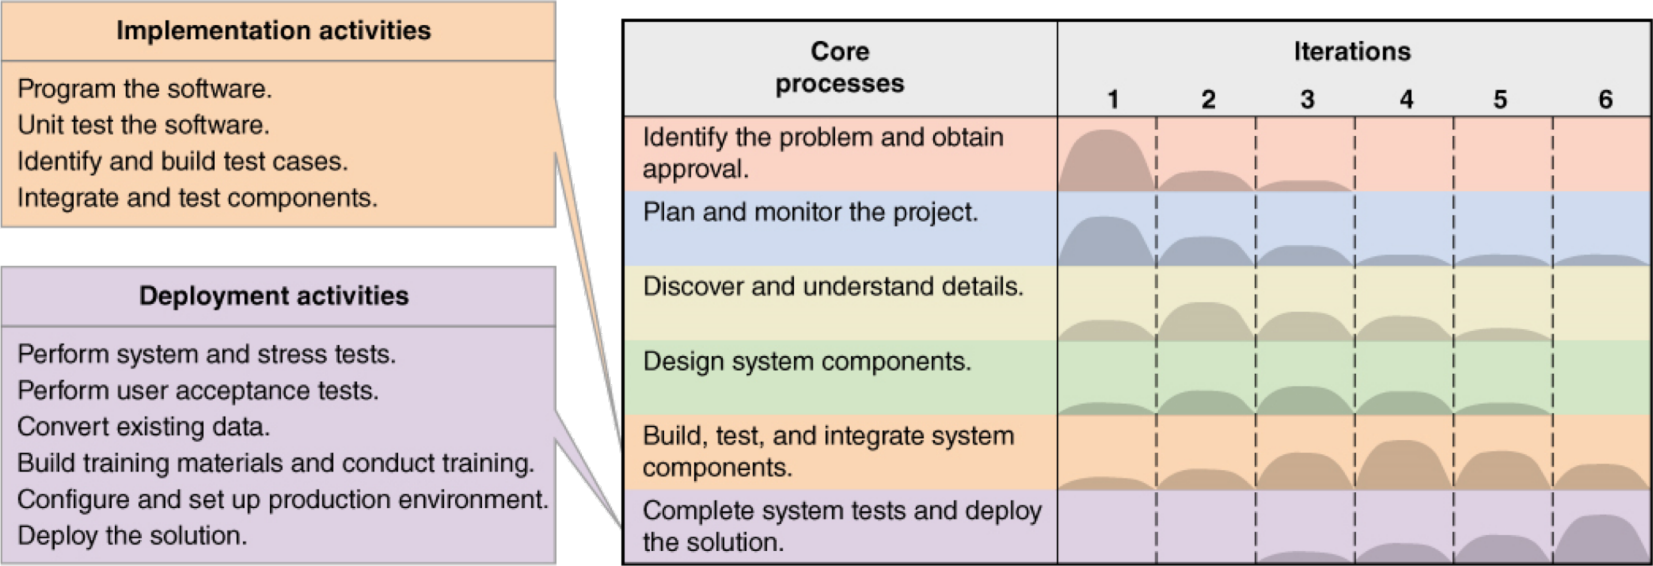 Implementation activities
Program the software.
Unit test the software.
Identify and build test cases.
Integrate and test components.
Deployment activities
Perform system and stress tests.
Perform user acceptance tests.
Convert existing data.
Build training materials and conduct training.
Configure and set up production environment.
Deploy the solution.
Core
processes
Iterations
1 2 3 4 5 6
Identify the problem and obtain
approval.
Plan and monitor the project.
Discover and understand details.
Design system components.
Build, test, and integrate system
components.
Complete system tests and deploy
the solution.